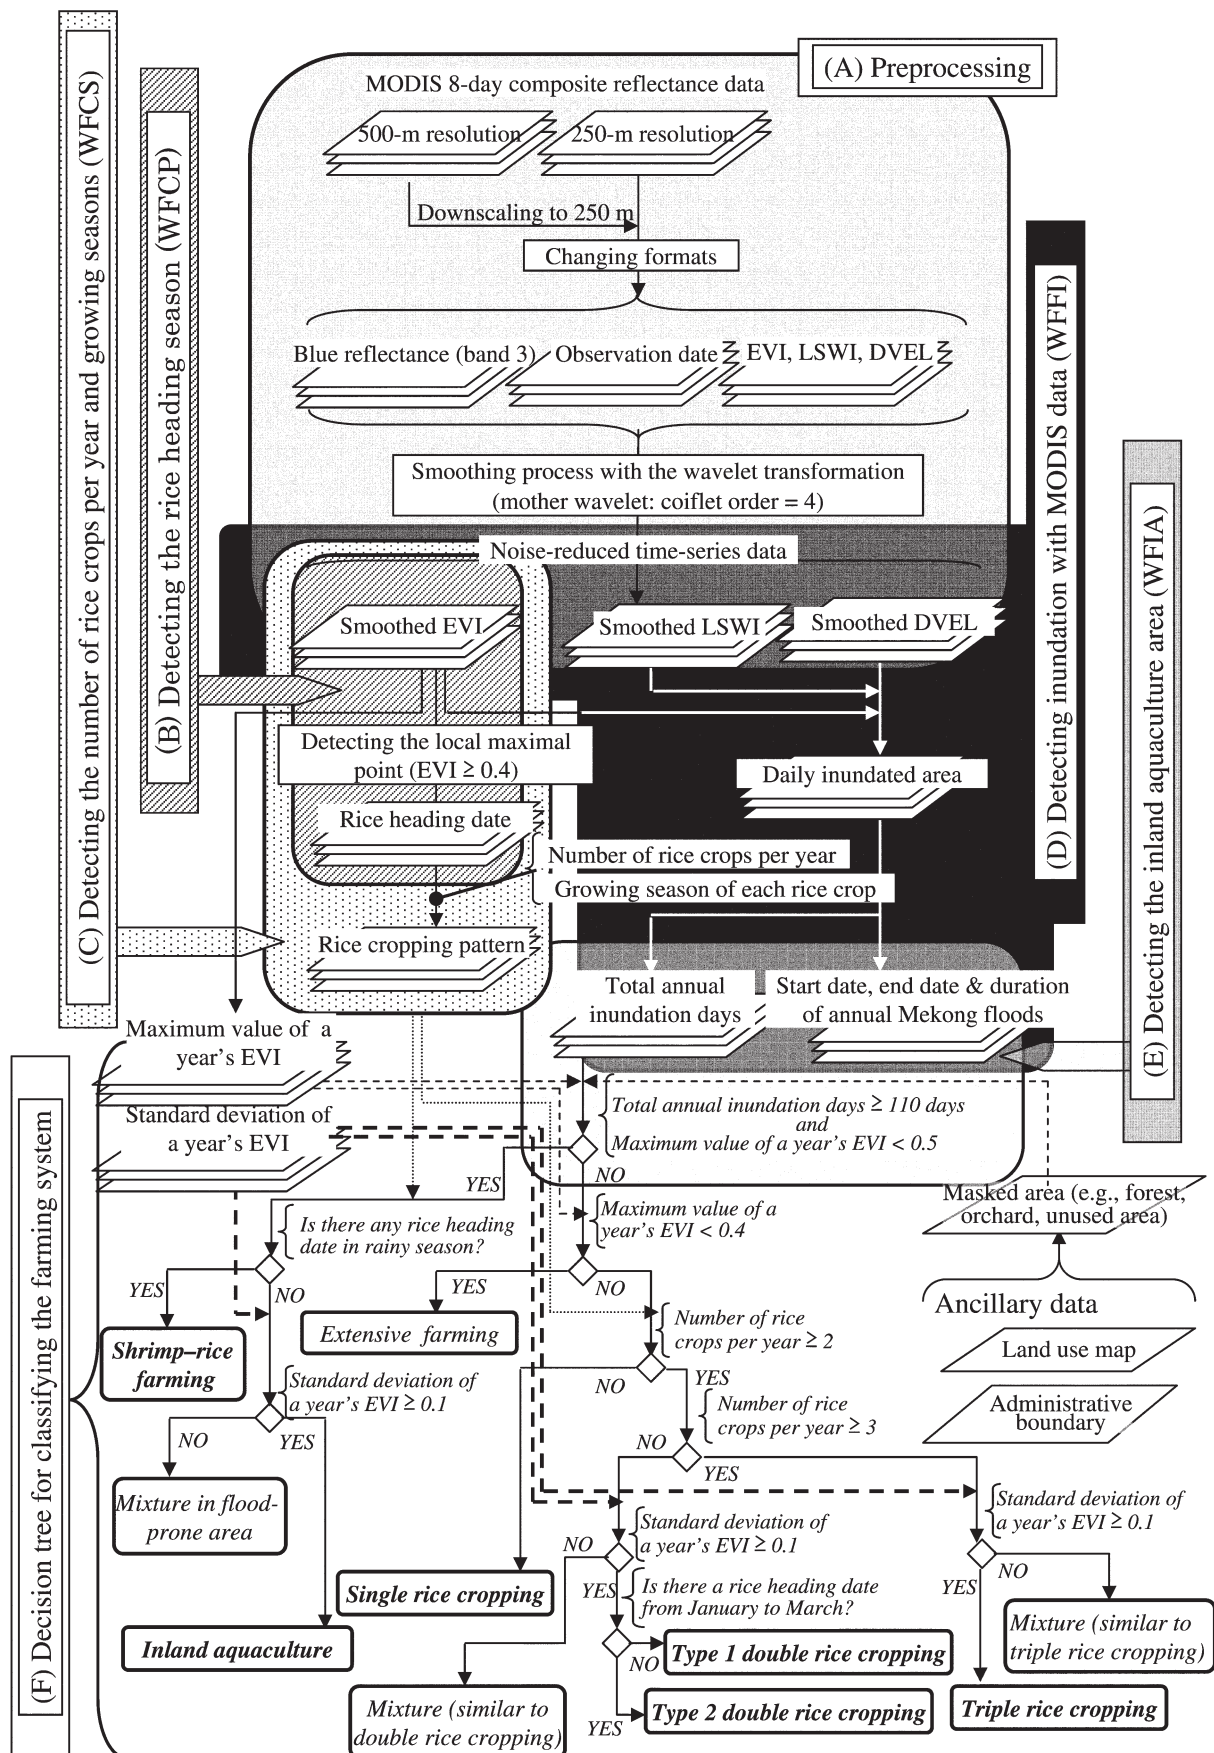 (A) Preprocessing
MODIS 8-day composite reflectance data
500-m resolution
250-m resolution
Downscaling to 250 m
Changing formats
Blue reflectance (band 3)
Observation date
EVI, LSWI, DVEL
Smoothing process with the wavelet transformation
(mother wavelet: coiflet order = 4)
Noise-reduced time-series data
Smoothed EVI
Smoothed LSWI
Smoothed DVEL
(C) Detecting the number of rice crops per year and growing seasons (WFCS)
(B) Detecting the rice heading season (WFCP)
(D) Detecting inundation with MODIS data (WFFI)
(E) Detecting the inland aquaculture area (WFIA)
Detecting the local maximal
point (EVI ≥ 0.4)
Daily inundated area
Rice heading date
Number of rice crops per year
Growing season of each rice crop
Rice cropping pattern
Total annual
inundation days
Start date, end date & duration
of annual Mekong floods
Maximum value of a
year's EVI
Standard deviation of
a year's EVI
(F) Decision tree for classifying the farming system
Total annual inundation days ≥ 110 days
and
Maximum value of a year's EVI < 0.5
YES
NO
Masked area (e.g., forest,
orchard, unused area)
Is there any rice heading
date in rainy season?
Maximum value of a
year's EVI < 0.4
YES
NO
YES
NO
Ancillary data
Land use map
Administrative
boundary
Shrimp–rice
farming
Extensive farming
Number of rice
crops per year ≥ 2
Standard deviation of
a year's EVI ≥ 0.1
NO
YES
NO
YES
Number of rice
crops per year ≥ 3
NO
YES
Mixture in flood-
prone area
Standard deviation of
a year's EVI ≥ 0.1
Standard deviation of
a year's EVI ≥ 0.1
NO
YES
YES
NO
Single rice cropping
Is there a rice heading date
from January to March?
Inland aquaculture
NO
YES
Type 1 double rice cropping
Mixture (similar to
triple rice cropping)
Mixture (similar to
double rice cropping)
Type 2 double rice cropping
Triple rice cropping